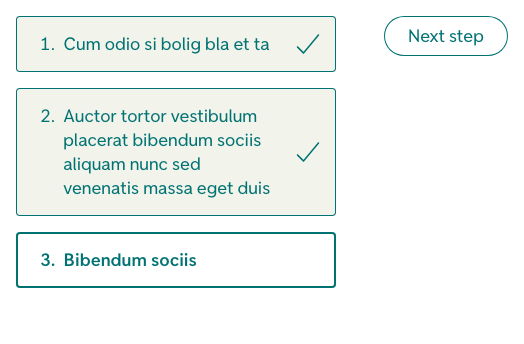 1. Cum odio si bolig bla et ta
Next step
2. Auctor tortor vestibulum
placerat bibendum sociis
aliquam nunc sed
venenatis massa eget duis
3. Bibendum sociis